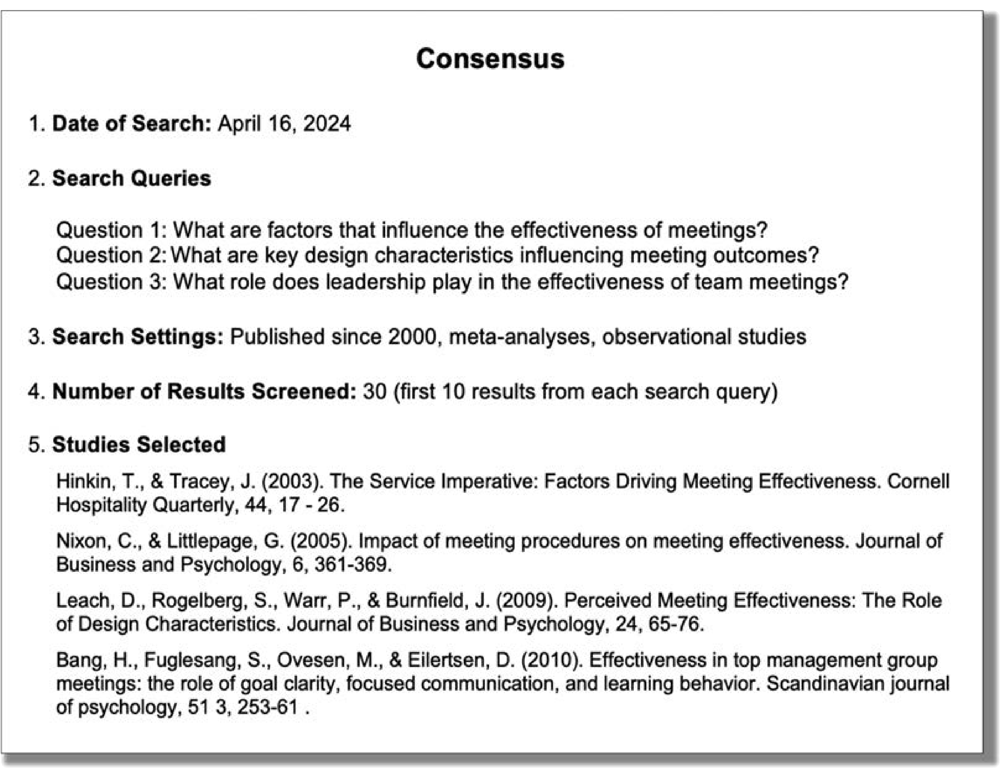 Consensus
1. Date of Search: April 16, 2024
2. Search Queries
Question 1: What are factors that influence the effectiveness of meetings?
Question 2: What are key design characteristics influencing meeting outcomes?
Question 3: What role does leadership play in the effectiveness of team meetings?
3. Search Settings: Published since 2000, meta-analyses, observational studies
4. Number of Results Screened: 30 (first 10 results from each search query)
5. Studies Selected
Hinkin, T., & Tracey, J. (2003). The Service Imperative: Factors Driving Meeting Effectiveness. Cornell
Hospitality Quarterly, 44, 17 - 26.
Nixon, C., & Littlepage, G. (2005). Impact of meeting procedures on meeting effectiveness. Journal of
Business and Psychology, 6, 361-369.
Leach, D., Rogelberg, S., Warr, P., & Burnfield, J. (2009). Perceived Meeting Effectiveness: The Role
of Design Characteristics. Journal of Business and Psychology, 24, 65-76.
Bang, H., Fuglesang, S., Ovesen, M., & Eilertsen, D. (2010). Effectiveness in top management group
meetings: the role of goal clarity, focused communication, and learning behavior. Scandinavian journal
of psychology, 51 3, 253-61 .